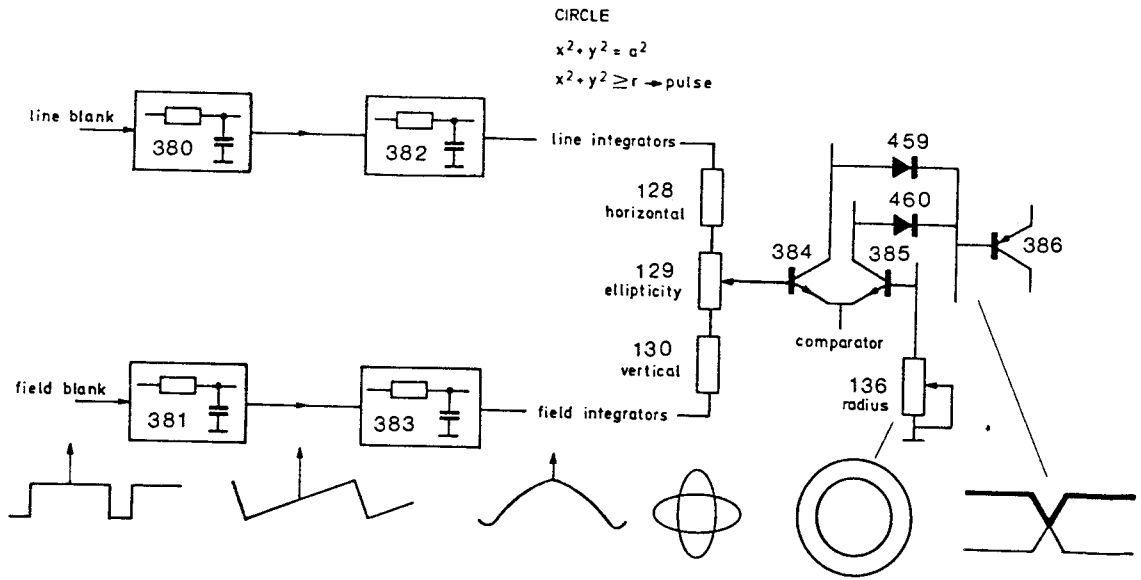 CIRCLE
x² + y² = a²
x² + y² ≥ r → pulse
line blank
380
382
line integrators
128
horizontal
129
ellipticity
130
vertical
459
460
384
385
386
comparator
136
radius
field blank
381
383
field integrators